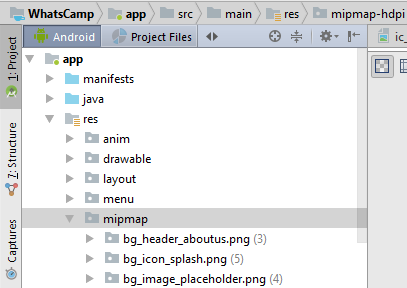 WhatsCamp app src main res mipmap-hdpi
Android Project Files ic_
1: Project
7: Structure
Captures
app
manifests
java
res
anim
drawable
layout
menu
mipmap
bg_header_aboutus.png (3)
bg_icon_splash.png (5)
bg_image_placeholder.png (4)